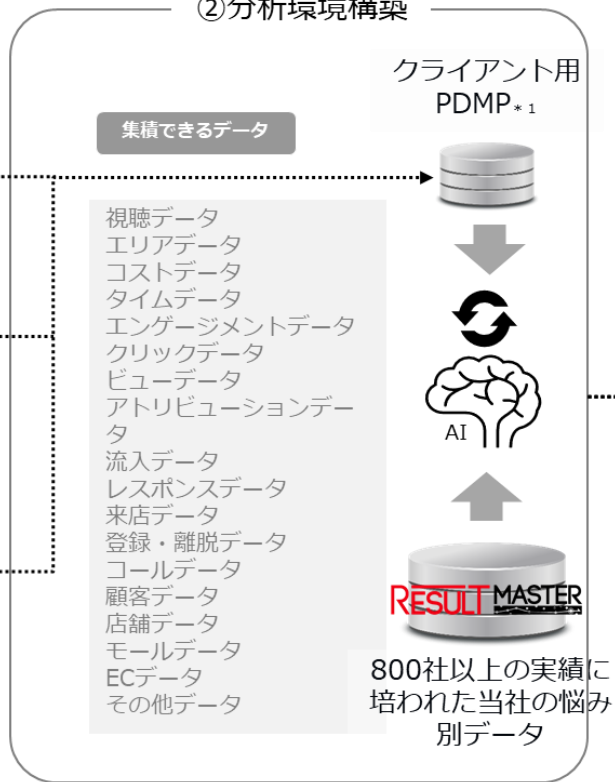 ②分析環境構築
クライアント用
PDMP＊1
集積できるデータ
視聴データ
エリアデータ
コストデータ
タイムデータ
エンゲージメントデータ
クリックデータ
ビューデータ
アトリビューションデー
タ
流入データ
レスポンスデータ
来店データ
登録・離脱データ
コールデータ
顧客データ
店舗データ
モールデータ
ECデータ
その他データ
AI
RESULT MASTER
800社以上の実績に
培われた当社の悩み
別データ